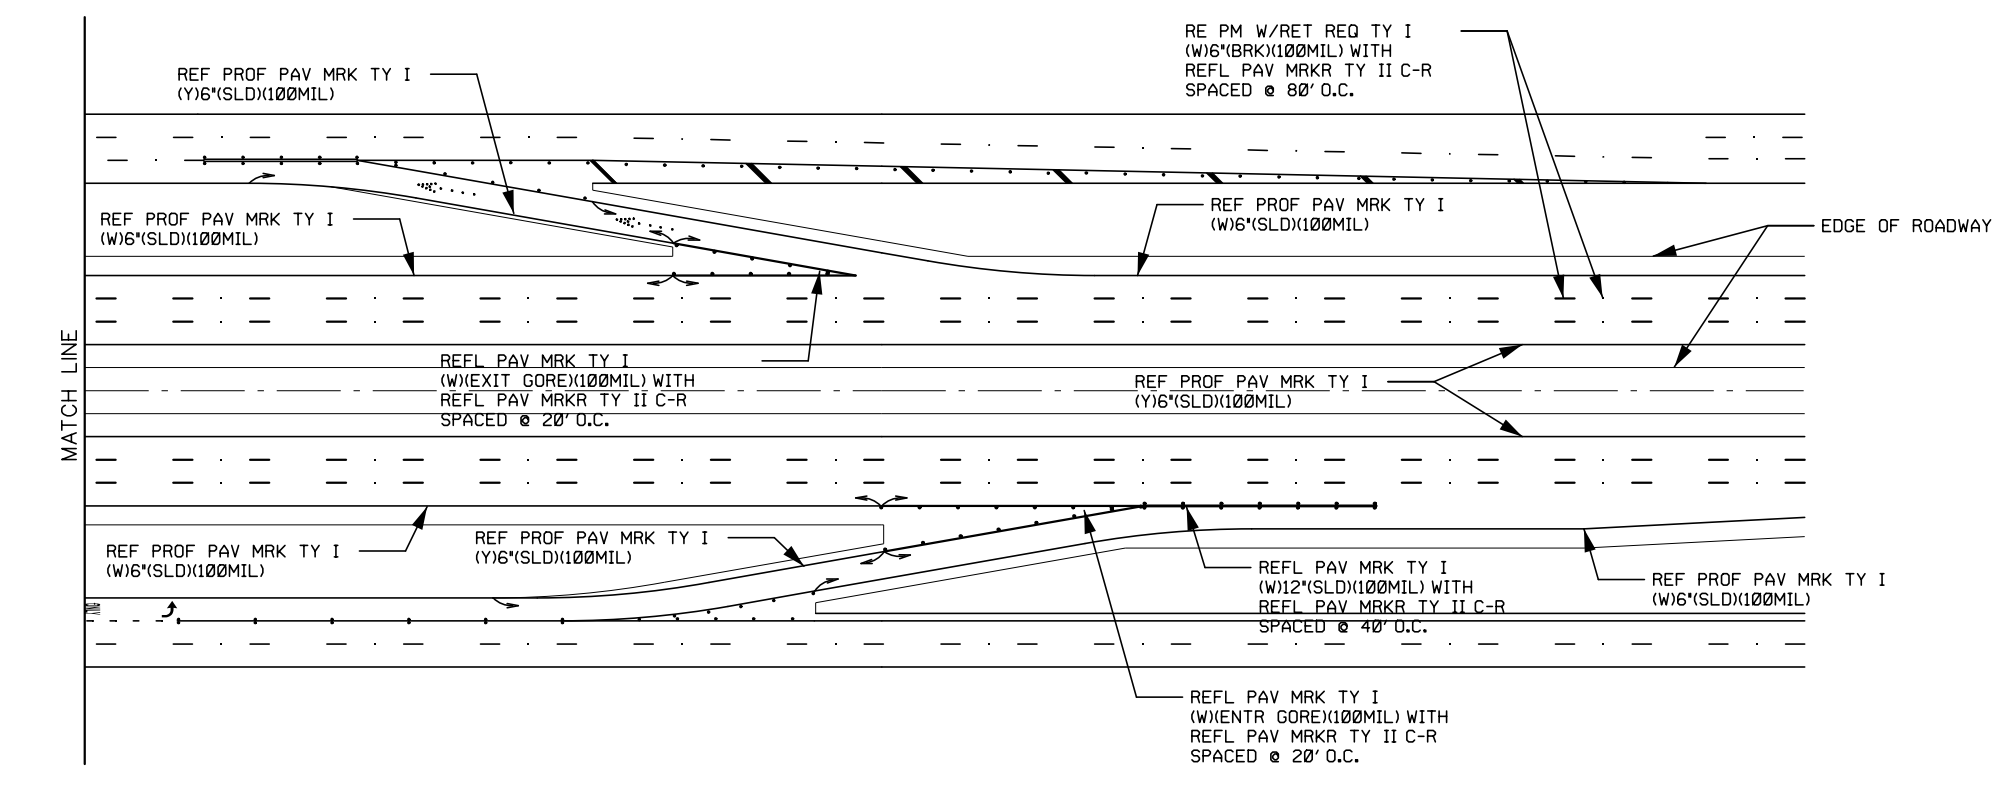 RE PM W/RET REQ TY I
(W)6"(BRK)(100MIL) WITH
REFL PAV MRKR TY II C-R
SPACED @ 80' O.C.
REF PROF PAV MRK TY I
(Y)6"(SLD)(100MIL)
REF PROF PAV MRK TY I
(W)6"(SLD)(100MIL)
REF PROF PAV MRK TY I
(W)6"(SLD)(100MIL)
EDGE OF ROADWAY
MATCH LINE
REFL PAV MRK TY I
(W)(EXIT GORE)(100MIL) WITH
REFL PAV MRKR TY II C-R
SPACED @ 20' O.C.
REF PROF PAV MRK TY I
(Y)6"(SLD)(100MIL)
REF PROF PAV MRK TY I
(W)6"(SLD)(100MIL)
REF PROF PAV MRK TY I
(Y)6"(SLD)(100MIL)
REFL PAV MRK TY I
(W)12"(SLD)(100MIL) WITH
REFL PAV MRKR TY II C-R
SPACED @ 40' O.C.
REF PROF PAV MRK TY I
(W)6"(SLD)(100MIL)
REFL PAV MRK TY I
(W)(ENTR GORE)(100MIL) WITH
REFL PAV MRKR TY II C-R
SPACED @ 20' O.C.